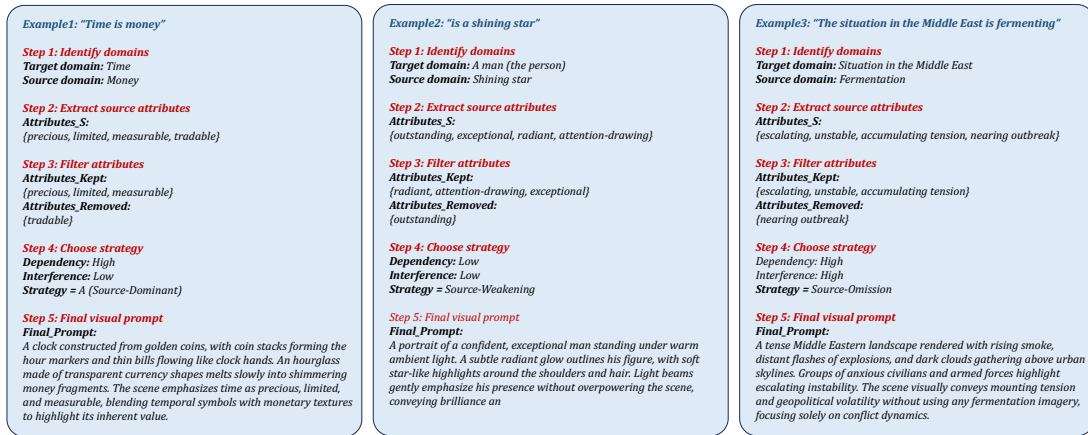 Example1: “Time is money”
Step 1: Identify domains
Target domain: Time
Source domain: Money
Step 2: Extract source attributes
Attributes_S:
{precious, limited, measurable, tradable}
Step 3: Filter attributes
Attributes_Kept:
{precious, limited, measurable}
Attributes_Removed:
{tradable}
Step 4: Choose strategy
Dependency: High
Interference: Low
Strategy = A (Source-Dominant)
Step 5: Final visual prompt
Final_Prompt:
A clock constructed from golden coins, with coin stacks forming the
hour markers and thin bills flowing like clock hands. An hourglass
made of transparent currency shapes melts slowly into shimmering
money fragments. The scene emphasizes time as precious, limited,
and measurable, blending temporal symbols with monetary textures
to highlight its inherent value.
Example2: “is a shining star”
Step 1: Identify domains
Target domain: A man (the person)
Source domain: Shining star
Step 2: Extract source attributes
Attributes_S:
{outstanding, exceptional, radiant, attention-drawing}
Step 3: Filter attributes
Attributes_Kept:
{radiant, attention-drawing, exceptional}
Attributes_Removed:
{outstanding}
Step 4: Choose strategy
Dependency: Low
Interference: Low
Strategy = Source-Weakening
Step 5: Final visual prompt
Final_Prompt:
A portrait of a confident, exceptional man standing under warm
ambient light. A subtle radiant glow outlines his figure, with soft
star-like highlights around the shoulders and hair. Light beams
gently emphasize his presence without overpowering the scene,
conveying brilliance an
Example3: “The situation in the Middle East is fermenting”
Step 1: Identify domains
Target domain: Situation in the Middle East
Source domain: Fermentation
Step 2: Extract source attributes
Attributes_S:
{escalating, unstable, accumulating tension, nearing outbreak}
Step 3: Filter attributes
Attributes_Kept:
{escalating, unstable, accumulating tension}
Attributes_Removed:
{nearing outbreak}
Step 4: Choose strategy
Dependency: High
Interference: High
Strategy = Source-Omission
Step 5: Final visual prompt
Final_Prompt:
A tense Middle Eastern landscape rendered with rising smoke,
distant flashes of explosions, and dark clouds gathering above urban
skylines. Groups of anxious civilians and armed forces highlight
escalating instability. The scene visually conveys mounting tension
and geopolitical volatility without using any fermentation imagery,
focusing solely on conflict dynamics.